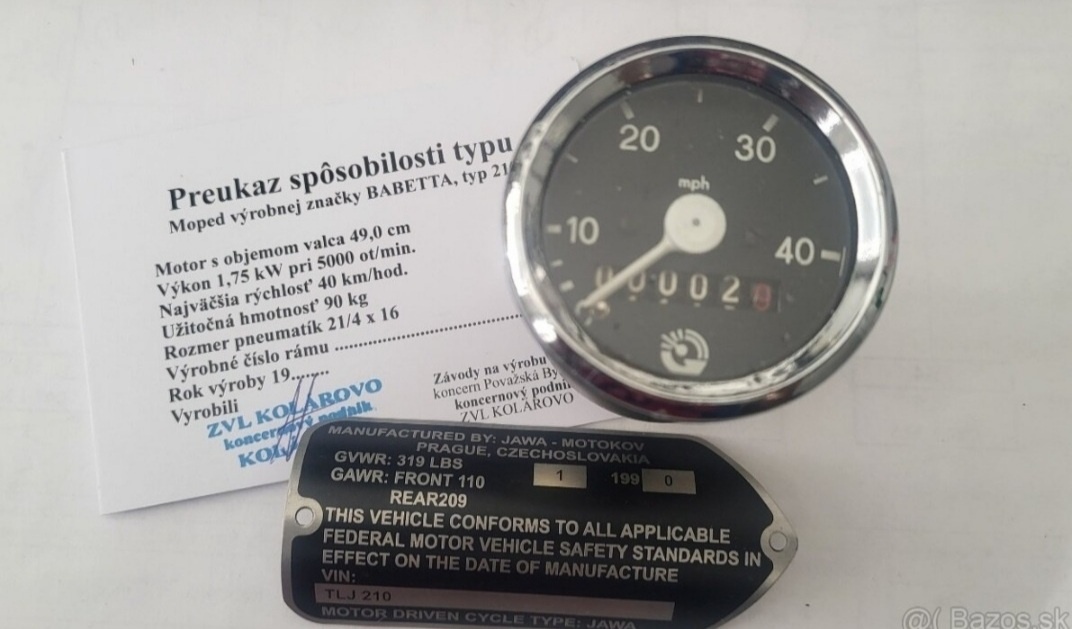 Preukaz spôsobilosti typu
Moped výrobnej značky BABETTA, typ 21
Motor s objemom valca 49,0 cm
Výkon 1,75 kW pri 5000 ot/min.
Najväčšia rýchlosť 40 km/hod.
Užitočná hmotnosť 90 kg
Rozmer pneumatík 21/4 x 16
Výrobné číslo rámu ........................................
Rok výroby 19........
Vyrobili
ZVL KOLÁROVO
koncernový podnik
Závody na výrobu
koncern Považská
koncernový podni
ZVL KOLÁROVO
10
20
30
40
mph
00002
MANUFACTURED BY: JAWA - MOTOKOV
PRAGUE, CZECHOSLOVAKIA
GVWR: 319 LBS
GAWR: FRONT 110 1 199 0
REAR209
THIS VEHICLE CONFORMS TO ALL APPLICABLE
FEDERAL MOTOR VEHICLE SAFETY STANDARDS IN
EFFECT ON THE DATE OF MANUFACTURE
VIN:
TLJ 210
MOTOR DRIVEN CYCLE TYPE: JAWA
@( Bazos.sk